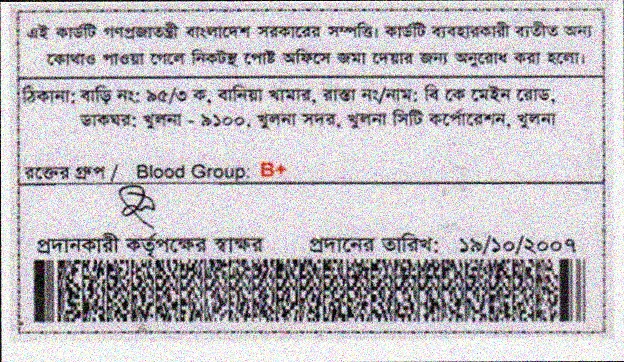 এই কার্ডটি গণপ্রজাতন্ত্রী বাংলাদেশ সরকারের সম্পত্তি। কার্ডটি ব্যবহারকারী ব্যতীত অন্য
কোথাও পাওয়া গেলে নিকটস্থ পোষ্ট অফিসে জমা দেয়ার জন্য অনুরোধ করা হলো।
ঠিকানা: বাড়ি নং: ৯৫/৩ ক, বানিয়া খামার, রাস্তা নং/নাম: বি কে মেইন রোড,
ডাকঘর: খুলনা - ৯১০০, খুলনা সদর, খুলনা সিটি কর্পোরেশন, খুলনা
রক্তের গ্রুপ / Blood Group: B+
প্রদানকারী কর্তৃপক্ষের স্বাক্ষর প্রদানের তারিখ: ১৯/১০/২০০৭